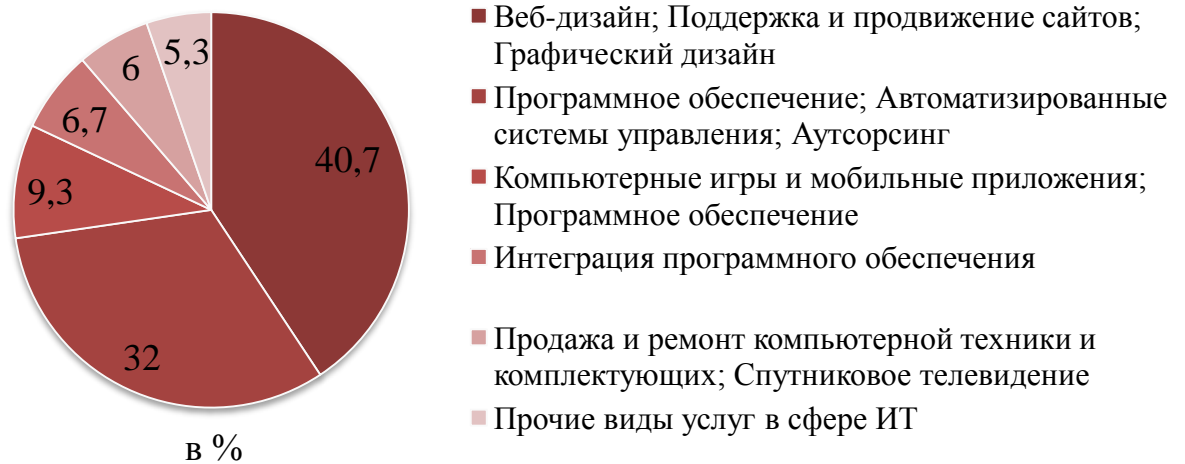 5,3
6
6,7
9,3
40,7
32
в %
Веб-дизайн; Поддержка и продвижение сайтов;
Графический дизайн
Программное обеспечение; Автоматизированные
системы управления; Аутсорсинг
Компьютерные игры и мобильные приложения;
Программное обеспечение
Интеграция программного обеспечения
Продажа и ремонт компьютерной техники и
комплектующих; Спутниковое телевидение
Прочие виды услуг в сфере ИТ